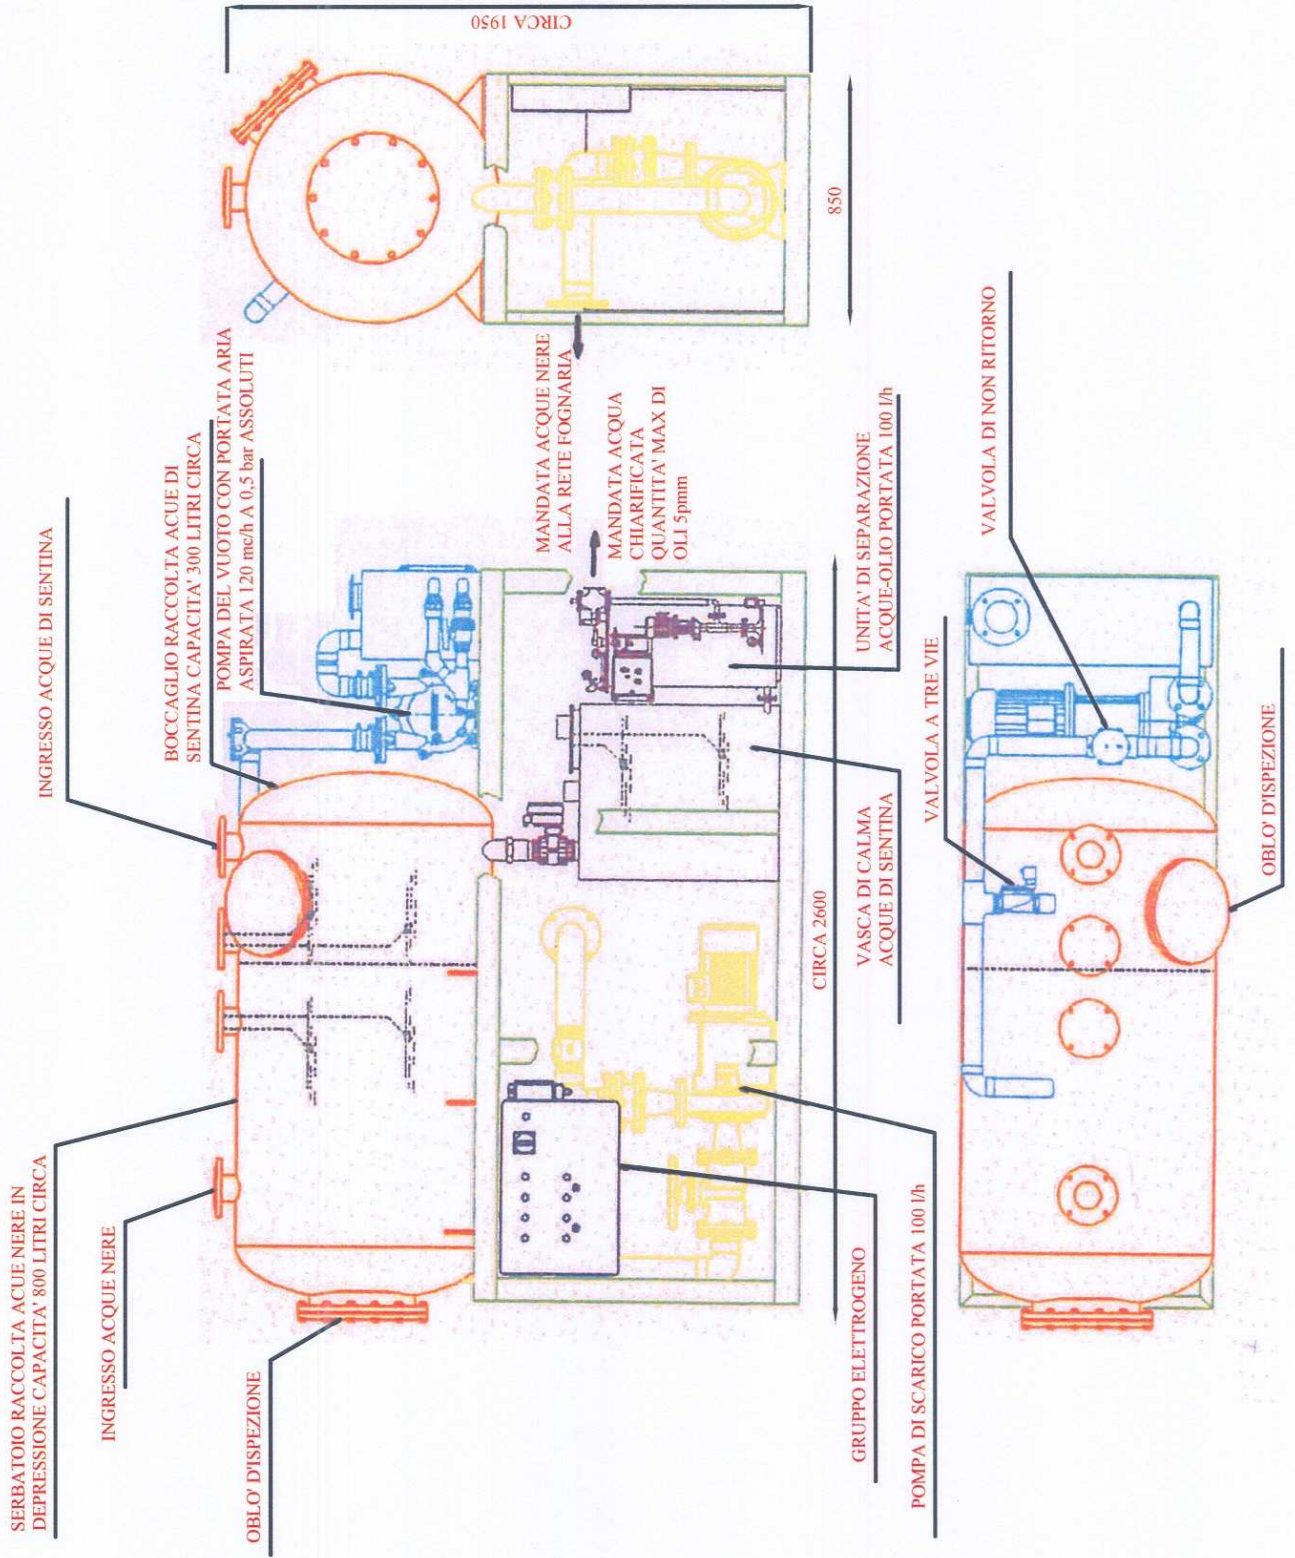 SERBATOIO RACCOLTA ACUE NERE IN
DEPRESSIONE CAPACITA' 800 LITRI CIRCA
INGRESSO ACQUE NERE
OBLO' D'ISPEZIONE
INGRESSO ACQUE DI SENTINA
BOCCAGLIO RACCOLTA ACUE DI
SENTINA CAPACITA' 300 LITRI CIRCA
POMPA DEL VUOTO CON PORTATA ARIA
ASPIRATA 120 mc/h A 0,5 bar ASSOLUTI
CIRCA 1950
850
MANDATA ACQUE NERE
ALLA RETE FOGNARIA
MANDATA ACQUA
CHIARIFICATA
QUANTITA' MAX DI
OLI 5pmm
CIRCA 2600
GRUPPO ELETTROGENO
POMPA DI SCARICO PORTATA 100 l/h
VASCA DI CALMA
ACQUE DI SENTINA
UNITA' DI SEPARAZIONE
ACQUE-OLIO PORTATA 100 l/h
VALVOLA A TRE VIE
VALVOLA DI NON RITORNO
OBLO' D'ISPEZIONE